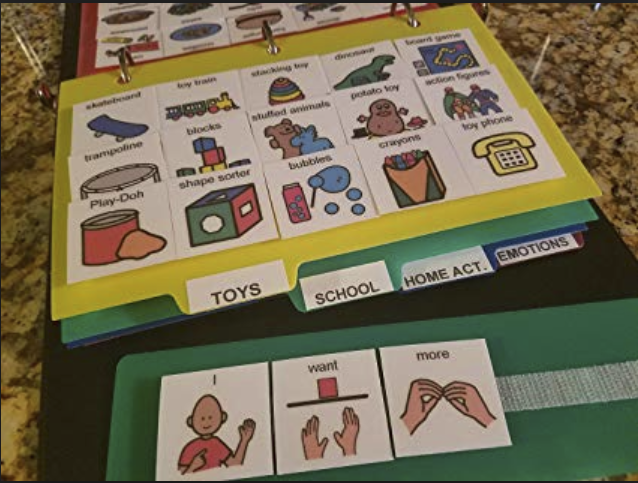 skateboard
toy train
stacking toy
dinosaur
board game
trampoline
blocks
stuffed animals
potato toy
action figures
Play-Doh
shape sorter
bubbles
crayons
toy phone
TOYS
SCHOOL
HOME ACT.
EMOTIONS
I
want
more